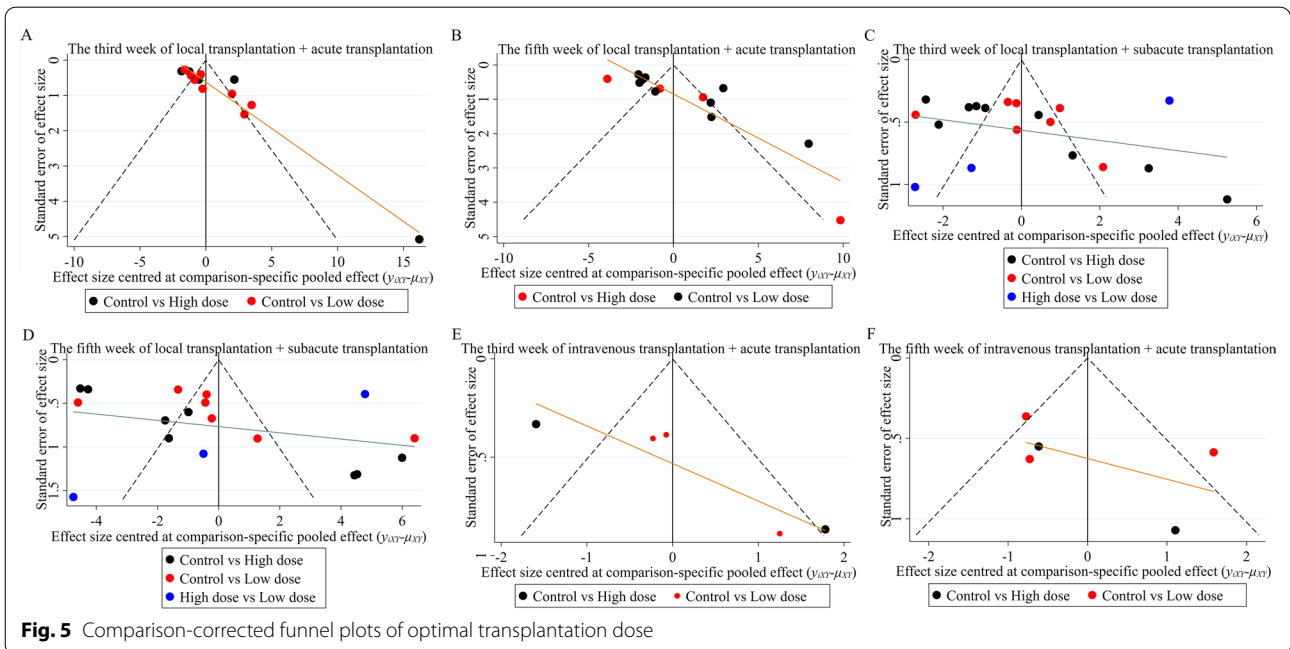 A
The third week of local transplantation + acute transplantation
Standard error of effect size
0
1
2
3
4
5
-10
-5
0
5
10
15
Effect size centred at comparison-specific pooled effect (yiXY-μXY)
Control vs High dose
Control vs Low dose
B
The fifth week of local transplantation + acute transplantation
Standard error of effect size
0
1
2
3
4
5
-10
-5
0
5
10
Effect size centred at comparison-specific pooled effect (yiXY-μXY)
Control vs High dose
Control vs Low dose
C
The third week of local transplantation + subacute transplantation
Standard error of effect size
0
.5
1
-2
0
2
4
6
Effect size centred at comparison-specific pooled effect (yiXY-μXY)
Control vs High dose
Control vs Low dose
High dose vs Low dose
D
The fifth week of local transplantation + subacute transplantation
Standard error of effect size
0
.5
1
1.5
-4
-2
0
2
4
6
Effect size centred at comparison-specific pooled effect (yiXY-μXY)
Control vs High dose
Control vs Low dose
High dose vs Low dose
E
The third week of intravenous transplantation + acute transplantation
Standard error of effect size
0
.5
1
-2
-1
0
1
2
Effect size centred at comparison-specific pooled effect (yiXY-μXY)
Control vs High dose
Control vs Low dose
F
The fifth week of intravenous transplantation + acute transplantation
Standard error of effect size
0
.5
1
-2
-1
0
1
2
Effect size centred at comparison-specific pooled effect (yiXY-μXY)
Control vs High dose
Control vs Low dose
Fig. 5 Comparison-corrected funnel plots of optimal transplantation dose